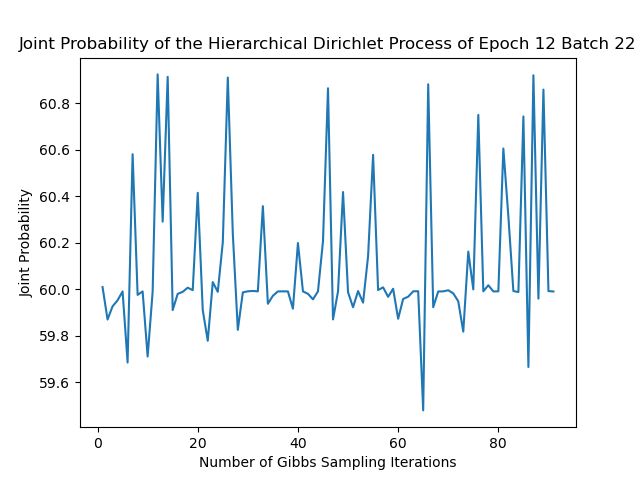 Joint Probability of the Hierarchical Dirichlet Process of Epoch 12 Batch 22
60.8
60.6
60.4
60.2
60.0
59.8
59.6
Joint Probability
0 20 40 60 80
Number of Gibbs Sampling Iterations